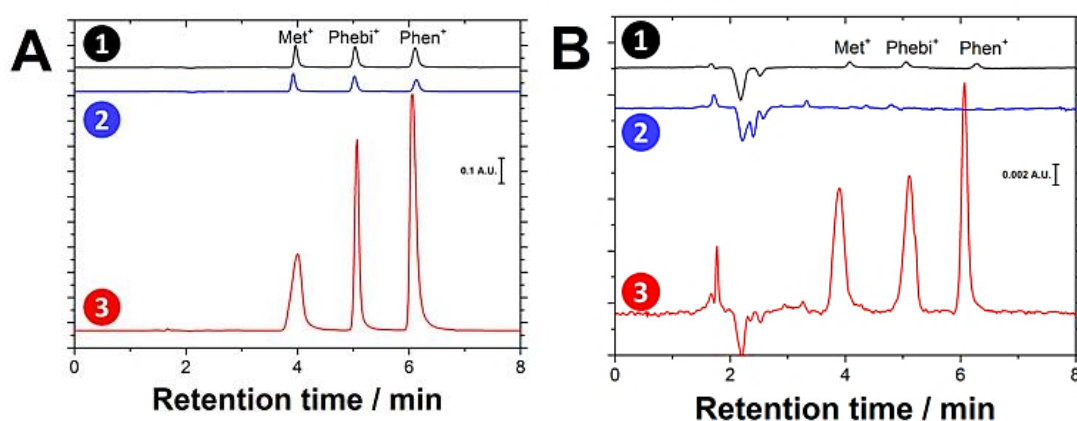 A
1
Met⁺ Phebi⁺ Phen⁺
2
0.1 A.U.
3
0 2 4 6 8
Retention time / min
B
1
Met⁺ Phebi⁺ Phen⁺
2
0.002 A.U.
3
0 2 4 6 8
Retention time / min